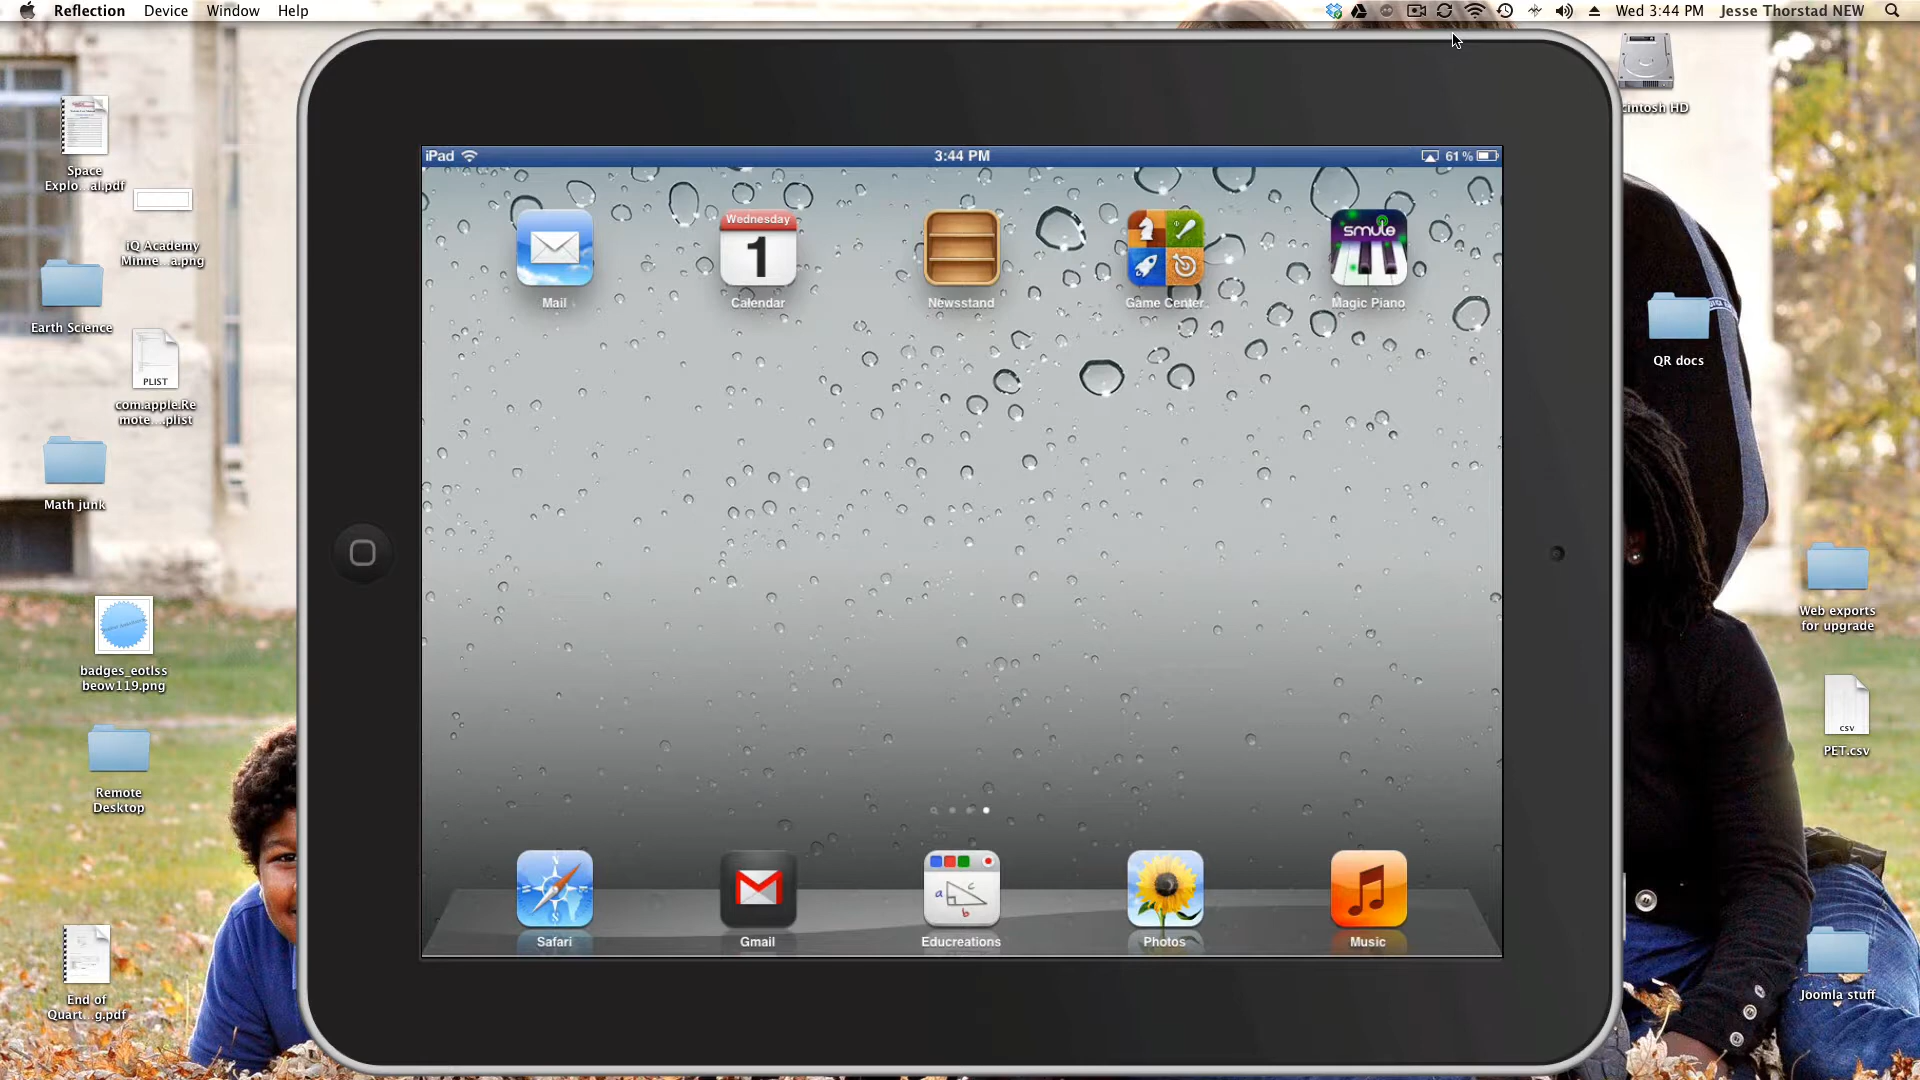 Reflection Device Window Help
Wed 3:44 PM Jesse Thorstad NEW
iPad 3:44 PM 61%
Space
Explo...al.pdf
iQ Academy
Minne...a.png
Earth Science
PLIST
com.apple.Re
mote....plist
Math junk
badges_eotlss
beow119.png
Remote
Desktop
End of
Quart...g.pdf
Wednesday
1
smule
Mail
Calendar
Newsstand
Game Center
Magic Piano
a
c
b
Safari
Gmail
Educreations
Photos
Music
cintosh HD
QR docs
Web exports
for upgrade
CSV
PET.csv
Joomla stuff